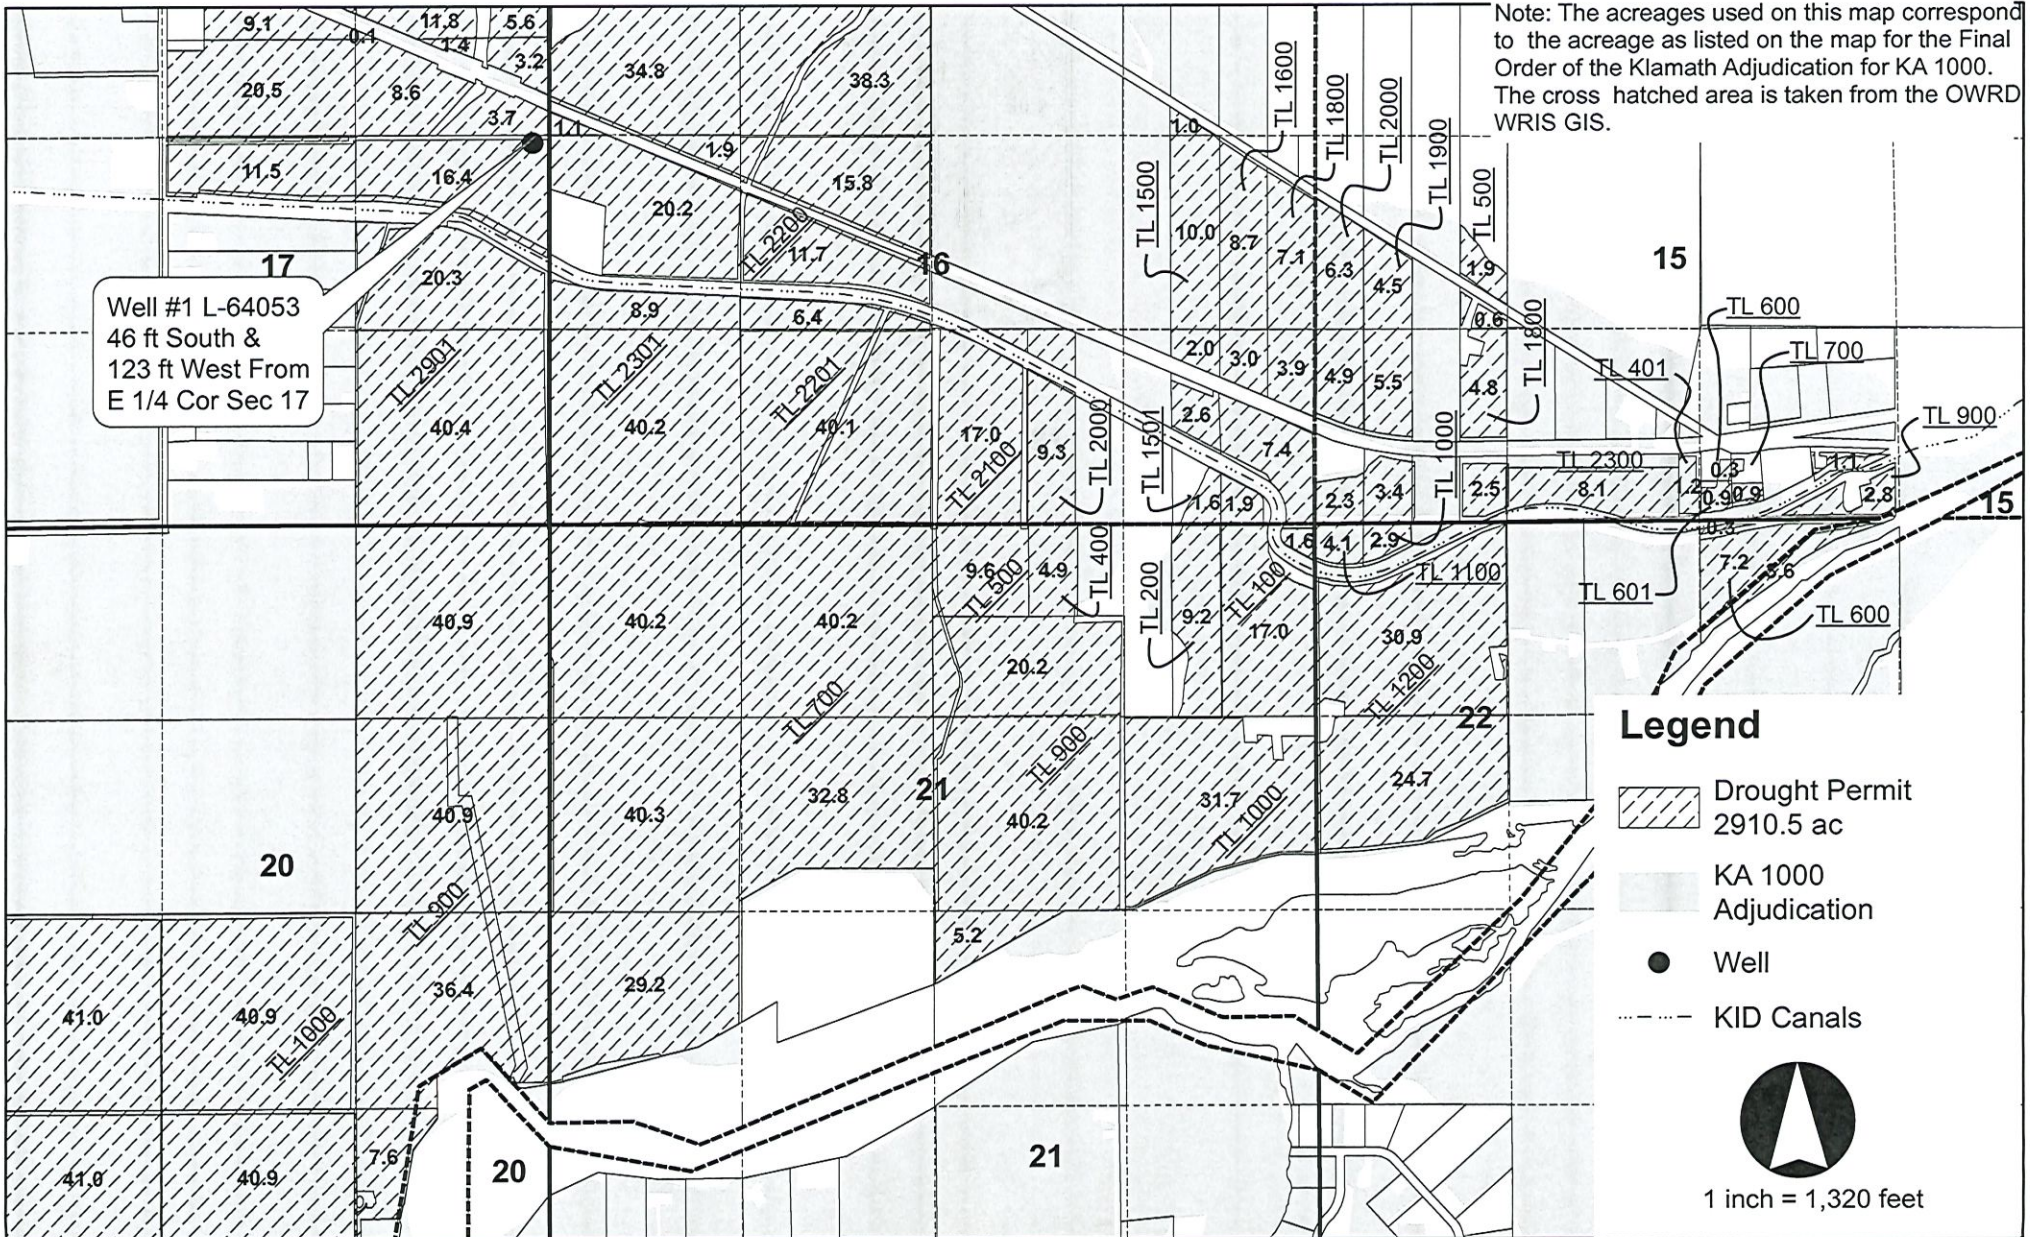 Note: The acreages used on this map correspond
to the acreage as listed on the map for the Final
Order of the Klamath Adjudication for KA 1000.
The cross hatched area is taken from the OWRD
WRIS GIS.
9.1
0.1
11.8
1.4
5.6
3.2
34.8
38.3
20.5
8.6
3.7
1.1
1.9
1.0
TL 1600
TL 1800
TL 2000
TL 1900
TL 500
TL 1500
11.5
16.4
20.2
15.8
TL 2200
11.7
16
10.0
8.7
7.1
6.3
4.5
1.9
0.6
15
17
20.3
8.9
6.4
Well #1 L-64053
46 ft South &
123 ft West From
E 1/4 Cor Sec 17
TL 2901
TL 2301
TL 2201
40.4
40.2
40.1
17.0
TL 2100
9.3
TL 2000
TL 1501
2.0
3.0
3.9
4.9
5.5
4.8
TL 1800
TL 401
TL 600
TL 700
TL 900
2.6
7.4
1.6
1.9
2.3
3.4
TL 1000
2.5
TL 2300
8.1
1.2
0.3
0.9
0.9
1.1
2.8
15
0.3
40.9
40.2
40.2
9.6
TL 500
4.9
TL 400
TL 200
9.2
TL 100
17.0
1.6
4.1
2.9
TL 1100
TL 601
7.2
3.6
TL 600
30.9
TL 1200
20.2
22
TL 700
TL 900
40.9
40.3
32.8
21
40.2
31.7
TL 1000
24.7
20
TL 900
36.4
29.2
5.2
41.0
40.9
TL 1000
41.0
40.9
7.6
20
21
Legend
Drought Permit
2910.5 ac
KA 1000
Adjudication
Well
KID Canals
1 inch = 1,320 feet